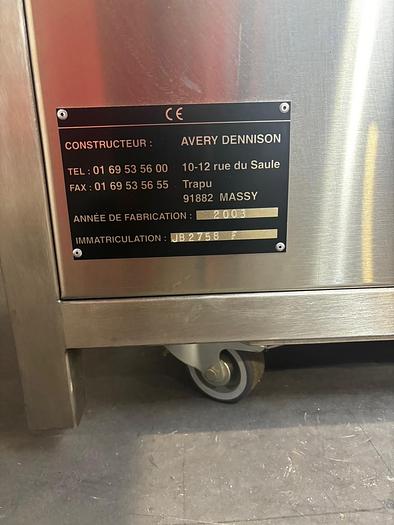 CE
CONSTRUCTEUR : AVERY DENNISON
TEL : 01 69 53 56 00 10-12 rue du Saule
FAX : 01 69 53 56 55 Trapu
91882 MASSY
ANNÉE DE FABRICATION : 2003
IMMATRICULATION : JB2758 F